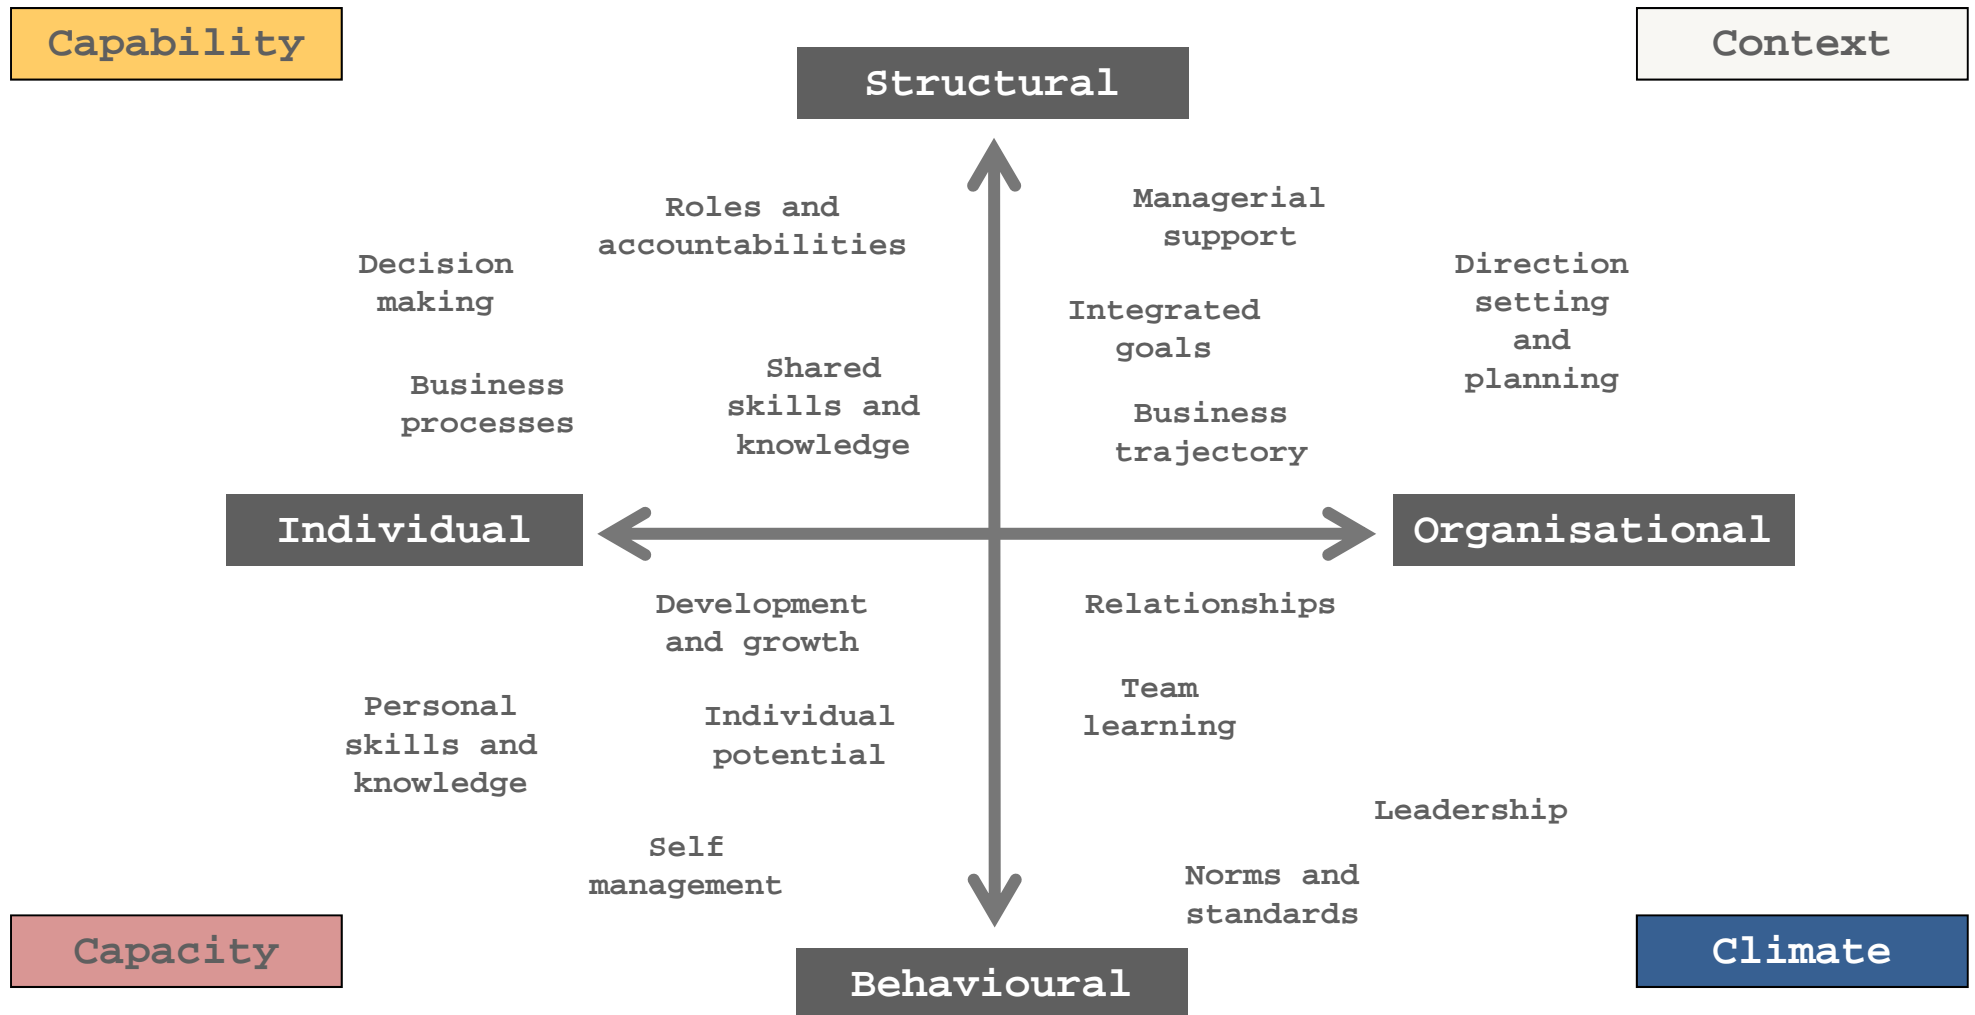 Capability
Context
Structural
Roles and
accountabilities
Managerial
support
Decision
making
Direction
setting
and
planning
Integrated
goals
Shared
skills and
knowledge
Business
processes
Business
trajectory
Individual
Organisational
Development
and growth
Relationships
Personal
skills and
knowledge
Individual
potential
Team
learning
Leadership
Self
management
Norms and
standards
Capacity
Climate
Behavioural